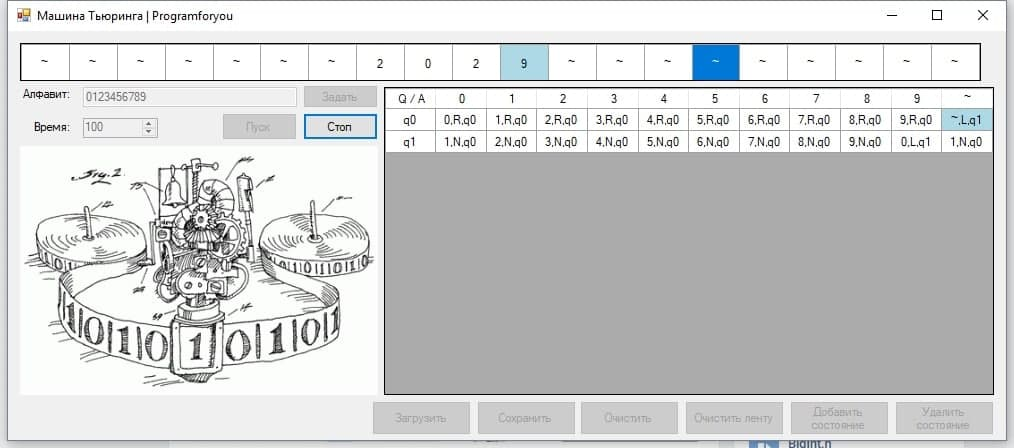 Машина Тьюринга | Programforyou
~ ~ ~ ~ ~ ~ ~ 2 0 2 9 ~ ~ ~ ~ ~ ~ ~ ~ ~
Алфавит: 0123456789 Задать
Время: 100 Пуск Стоп
Q / A 0 1 2 3 4 5 6 7 8 9 ~
q0 0,R,q0 1,R,q0 2,R,q0 3,R,q0 4,R,q0 5,R,q0 6,R,q0 7,R,q0 8,R,q0 9,R,q0 ~,L,q1
q1 1,N,q0 2,N,q0 3,N,q0 4,N,q0 5,N,q0 6,N,q0 7,N,q0 8,N,q0 9,N,q0 0,L,q1 1,N,q0
Fig. 2.
1 0 1 0 1 0 1 0 1
Загрузить Сохранить Очистить Очистить ленту Добавить состояние Удалить состояние